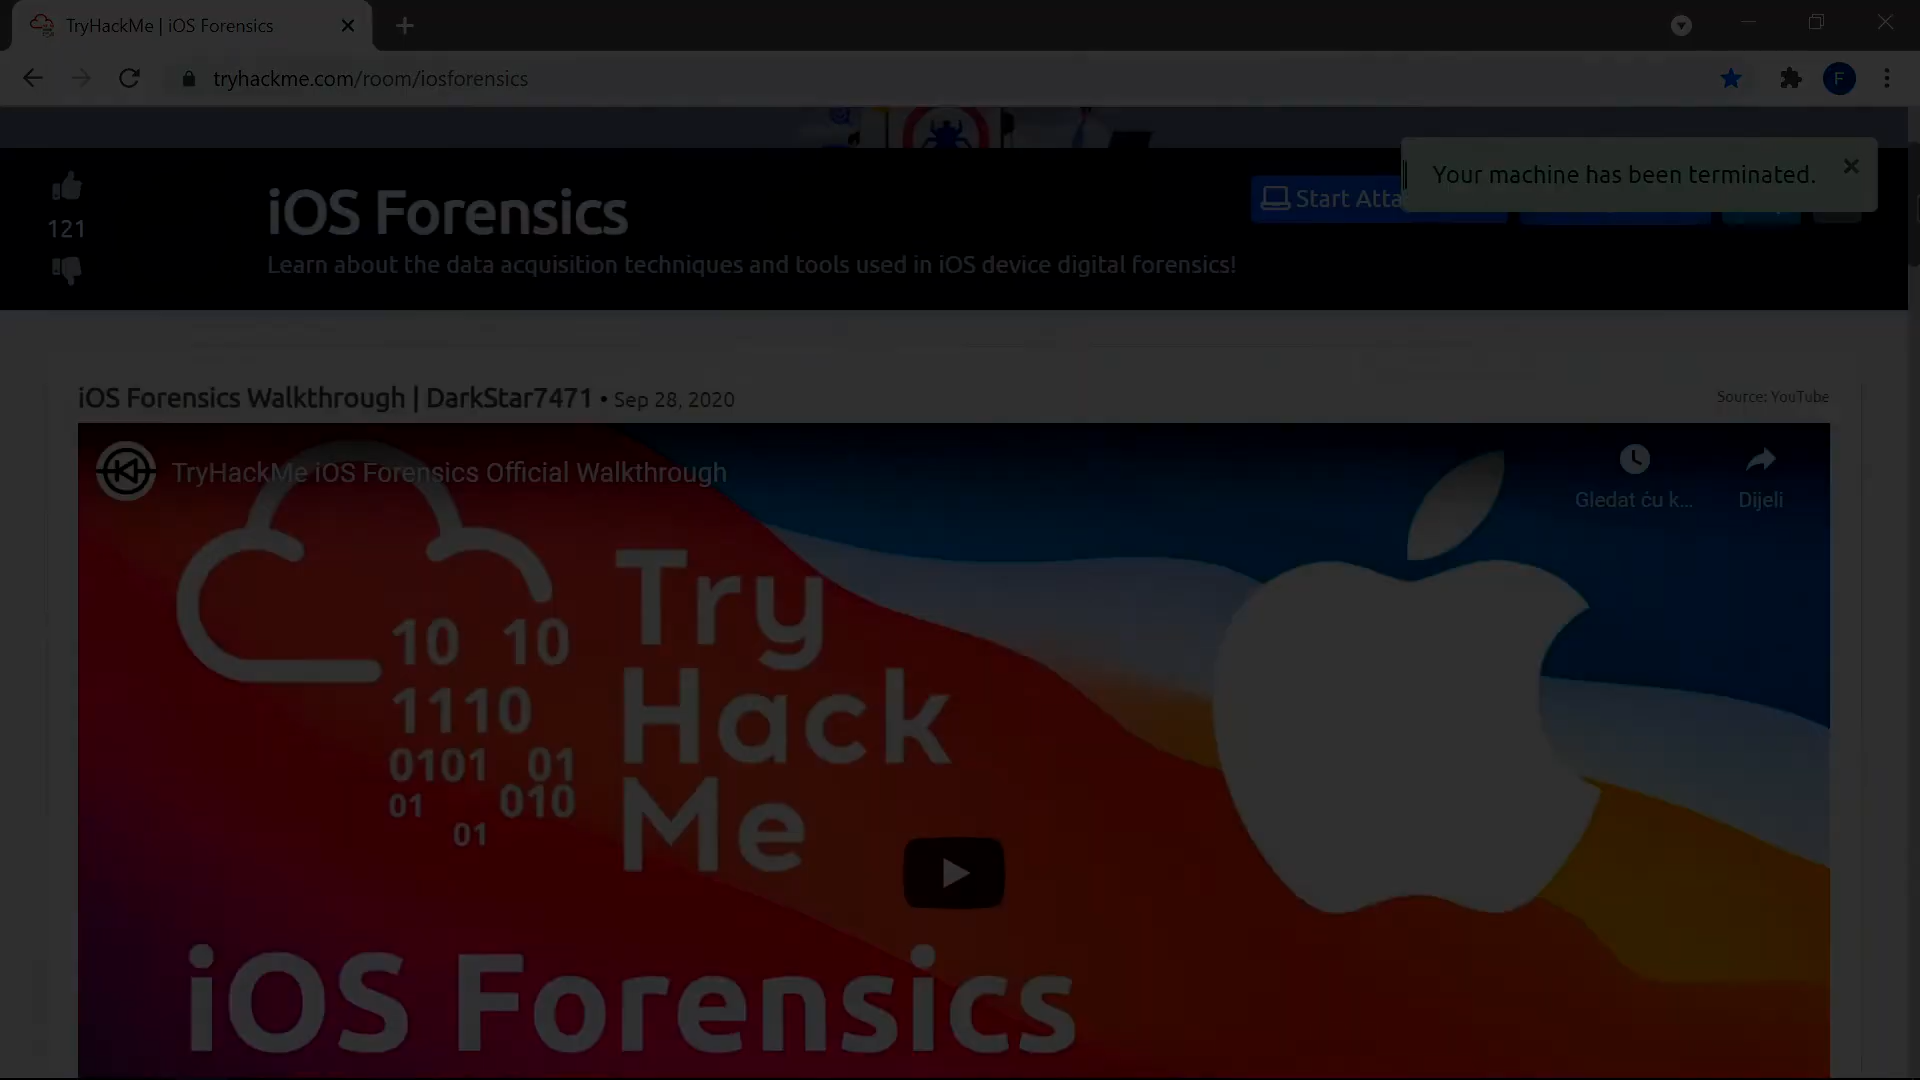 TryHackMe | iOS Forensics
tryhackme.com/room/iosforensics
F
Your machine has been terminated.
121
iOS Forensics
Start Atta
Learn about the data acquisition techniques and tools used in iOS device digital forensics!
iOS Forensics Walkthrough | DarkStar7471 • Sep 28, 2020
Source: YouTube
TryHackMe iOS Forensics Official Walkthrough
Gledat ću k...
Dijeli
Try
Hack
Me
10 10
1110
0101 01
01 010
01
iOS Forensics